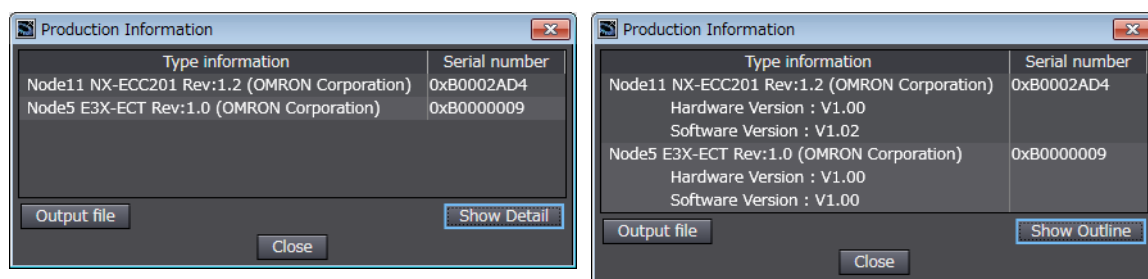 Production Information
Type information Serial number
Node11 NX-ECC201 Rev:1.2 (OMRON Corporation) 0xB0002AD4
Node5 E3X-ECT Rev:1.0 (OMRON Corporation) 0xB0000009
Output file Show Detail
Close
Production Information
Type information Serial number
Node11 NX-ECC201 Rev:1.2 (OMRON Corporation) 0xB0002AD4
Hardware Version : V1.00
Software Version : V1.02
Node5 E3X-ECT Rev:1.0 (OMRON Corporation) 0xB0000009
Hardware Version : V1.00
Software Version : V1.00
Output file Show Outline
Close